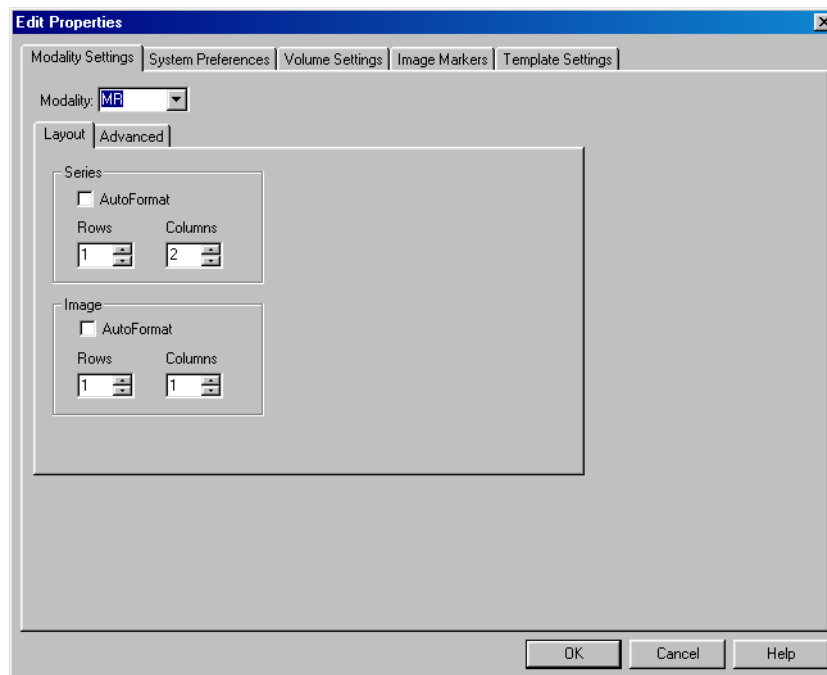 Edit Properties
Modality Settings System Preferences Volume Settings Image Markers Template Settings
Modality: MR
Layout Advanced
Series
AutoFormat
Rows Columns
1 2
Image
AutoFormat
Rows Columns
1 1
OK Cancel Help